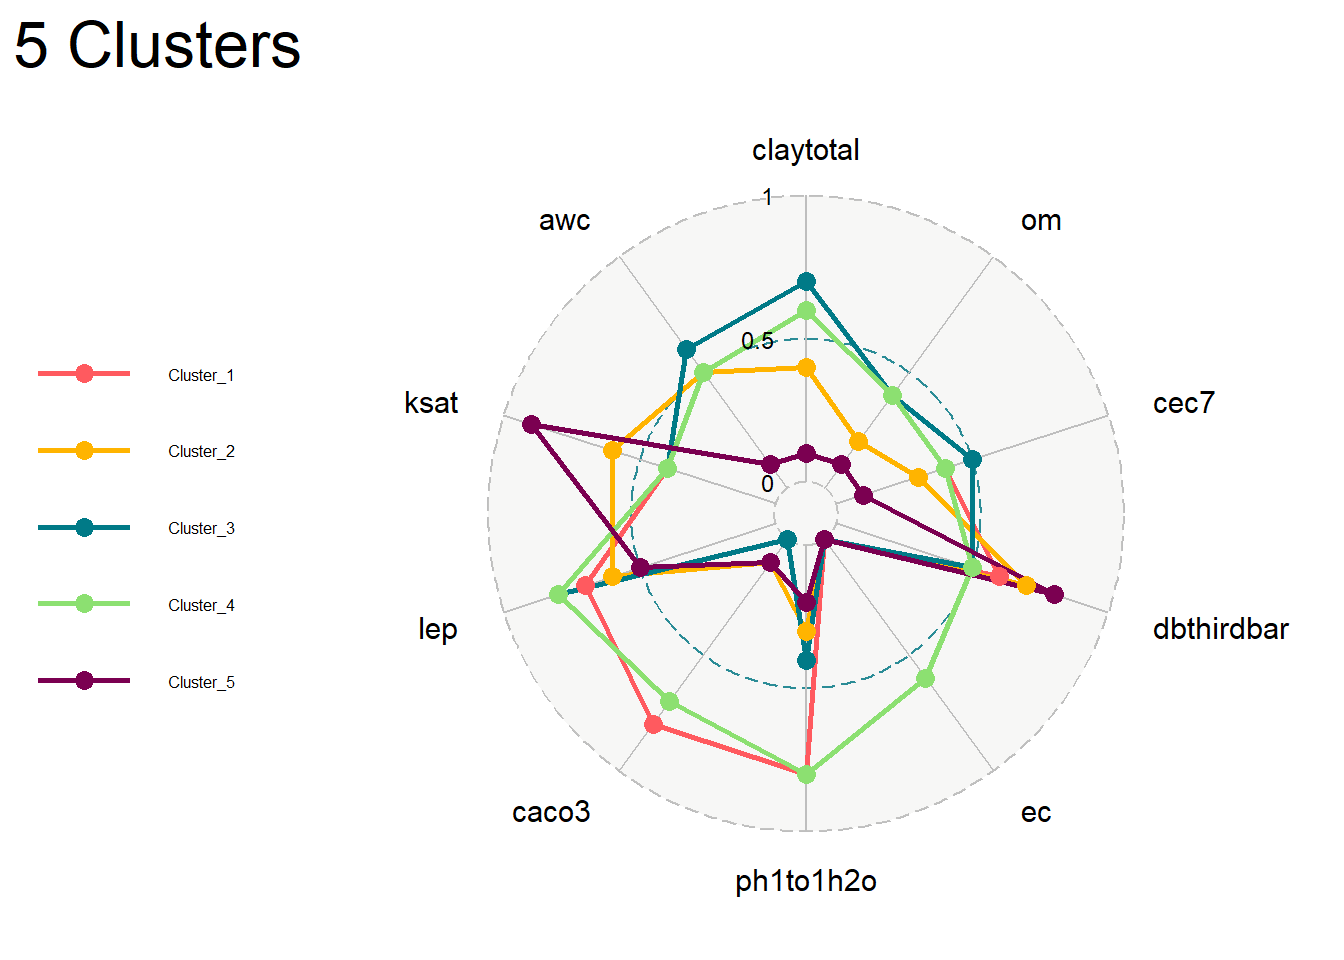 5 Clusters
claytotal
om
cec7
dbthirdbar
ec
ph1to1h2o
caco3
lep
ksat
awc
1
0.5
0
Cluster_1
Cluster_2
Cluster_3
Cluster_4
Cluster_5